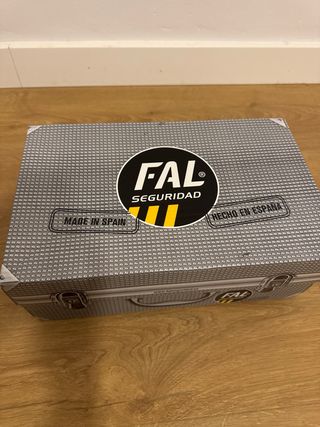 FAL®
SEGURIDAD
MADE IN SPAIN
HECHO EN ESPAÑA
FAL